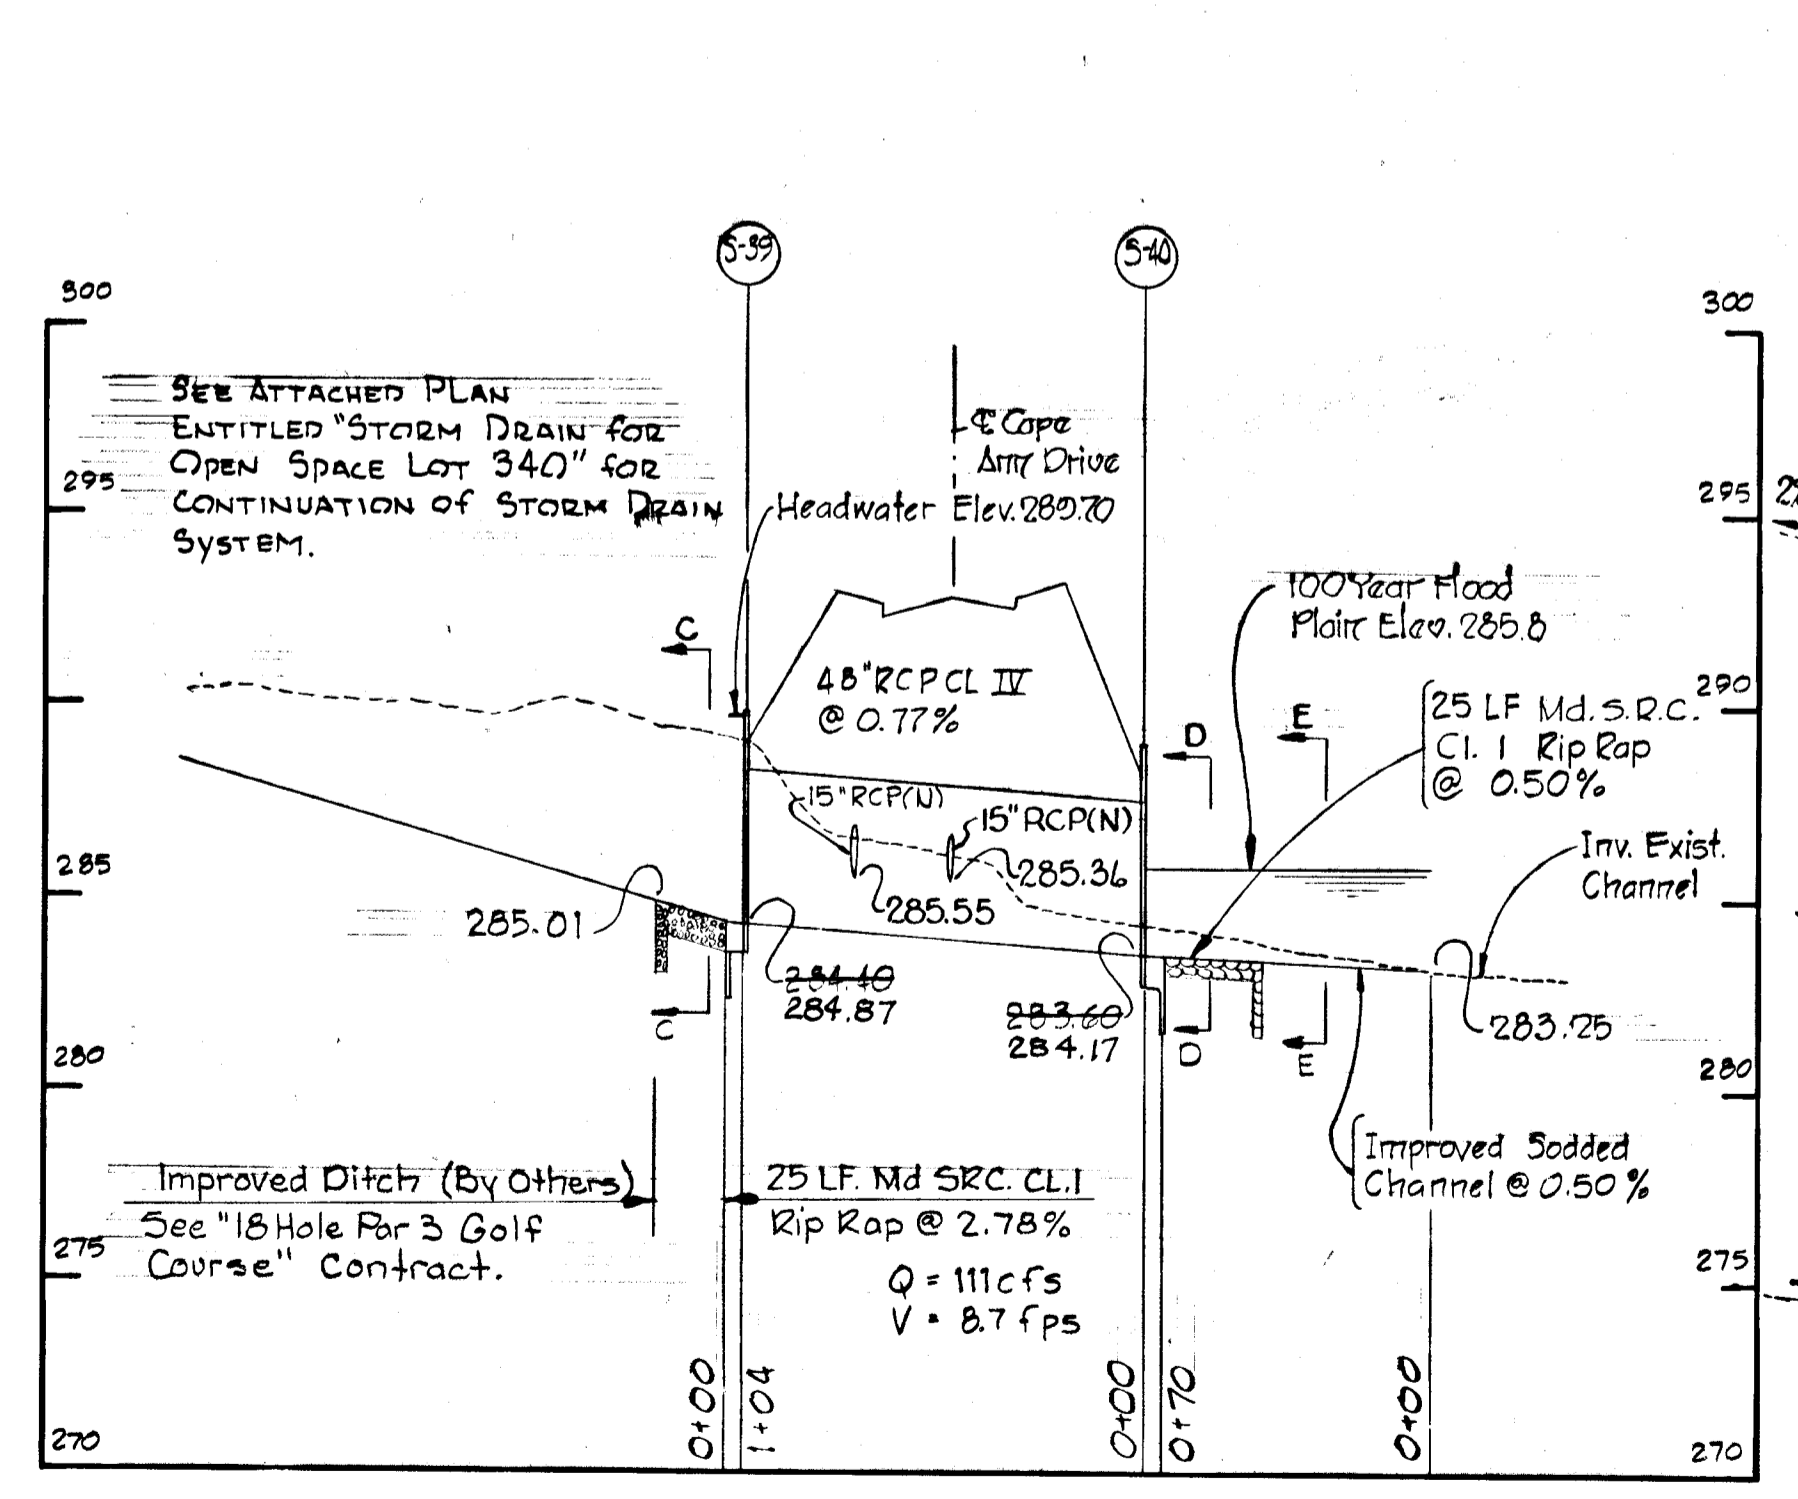 S-39
S-40
300
300
SEE ATTACHED PLAN
ENTITLED "STORM DRAIN FOR
OPEN SPACE LOT 340" FOR
CONTINUATION OF STORM DRAIN
SYSTEM.
295
295
℄ Cape
Ann Drive
Headwater Elev. 289.70
100 Year Flood
Plain Elev. 285.8
C
48" RCP CL IV
@ 0.77%
D
E
290
25 LF Md. S.R.C.
Cl. 1 Rip Rap
@ 0.50%
15" RCP(N)
15" RCP(N)
285.36
285.55
Inv. Exist.
Channel
285
285.01
284.40
284.87
283.60
284.17
283.25
C
D
E
280
280
Improved Ditch (By Others)
See "18 Hole Par 3 Golf
Course" Contract.
25 LF. Md SRC. CL.1
Rip Rap @ 2.78%
Improved Sodded
Channel @ 0.50%
275
275
Q = 111 cfs
V = 8.7 fps
0+00
1+04
0+00
0+70
0+00
270
270